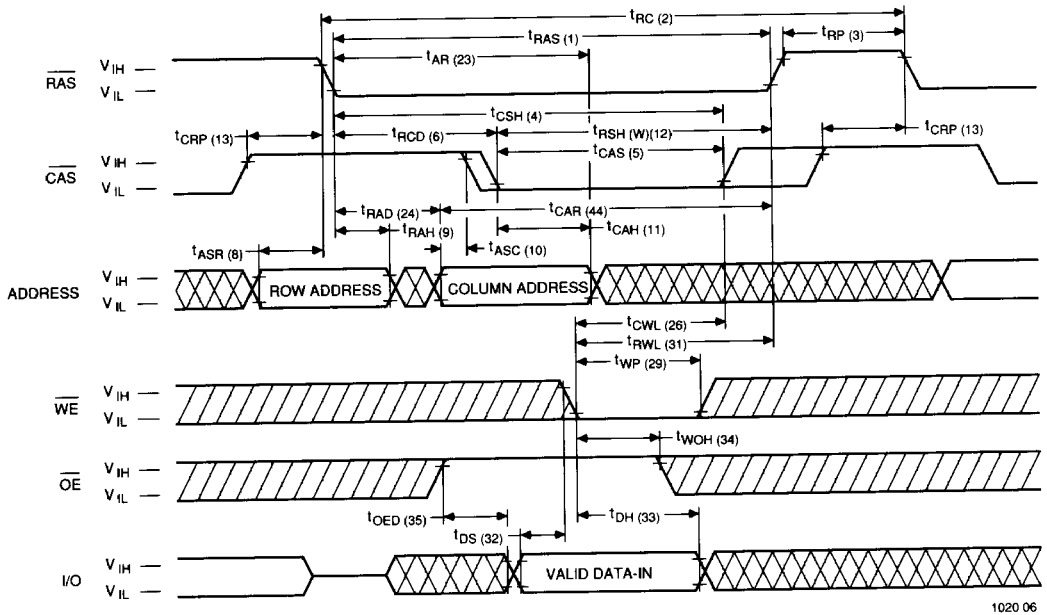 tRC (2)
tRAS (1)
tRP (3)
tAR (23)
RAS
VIH
VIL
tCSH (4)
tCRP (13)
tRCD (6)
tRSH (W)(12)
tCRP (13)
tCAS (5)
CAS
VIH
VIL
tRAD (24)
tCAR (44)
tRAH (9)
tCAH (11)
tASR (8)
tASC (10)
ADDRESS
VIH
VIL
ROW ADDRESS
COLUMN ADDRESS
tCWL (26)
tRWL (31)
tWP (29)
WE
VIH
VIL
tWOH (34)
OE
VIH
VIL
tOED (35)
tDH (33)
tDS (32)
I/O
VIH
VIL
VALID DATA-IN
1020 06